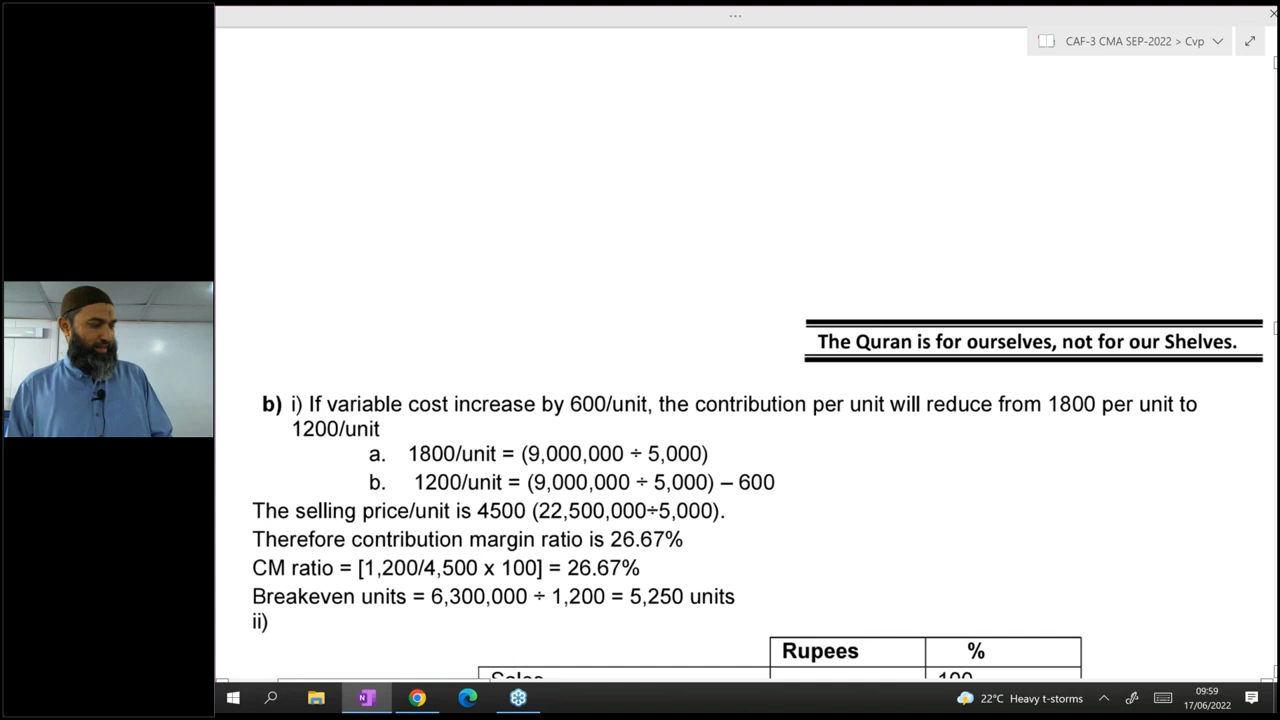 ...
CAF-3 CMA SEP-2022 > Cvp
The Quran is for ourselves, not for our Shelves.
b) i) If variable cost increase by 600/unit, the contribution per unit will reduce from 1800 per unit to
1200/unit
a. 1800/unit = (9,000,000 ÷ 5,000)
b. 1200/unit = (9,000,000 ÷ 5,000) – 600
The selling price/unit is 4500 (22,500,000÷5,000).
Therefore contribution margin ratio is 26.67%
CM ratio = [1,200/4,500 x 100] = 26.67%
Breakeven units = 6,300,000 ÷ 1,200 = 5,250 units
ii)
Rupees %
Sales 100
22°C Heavy t-storms
09:59
17/06/2022